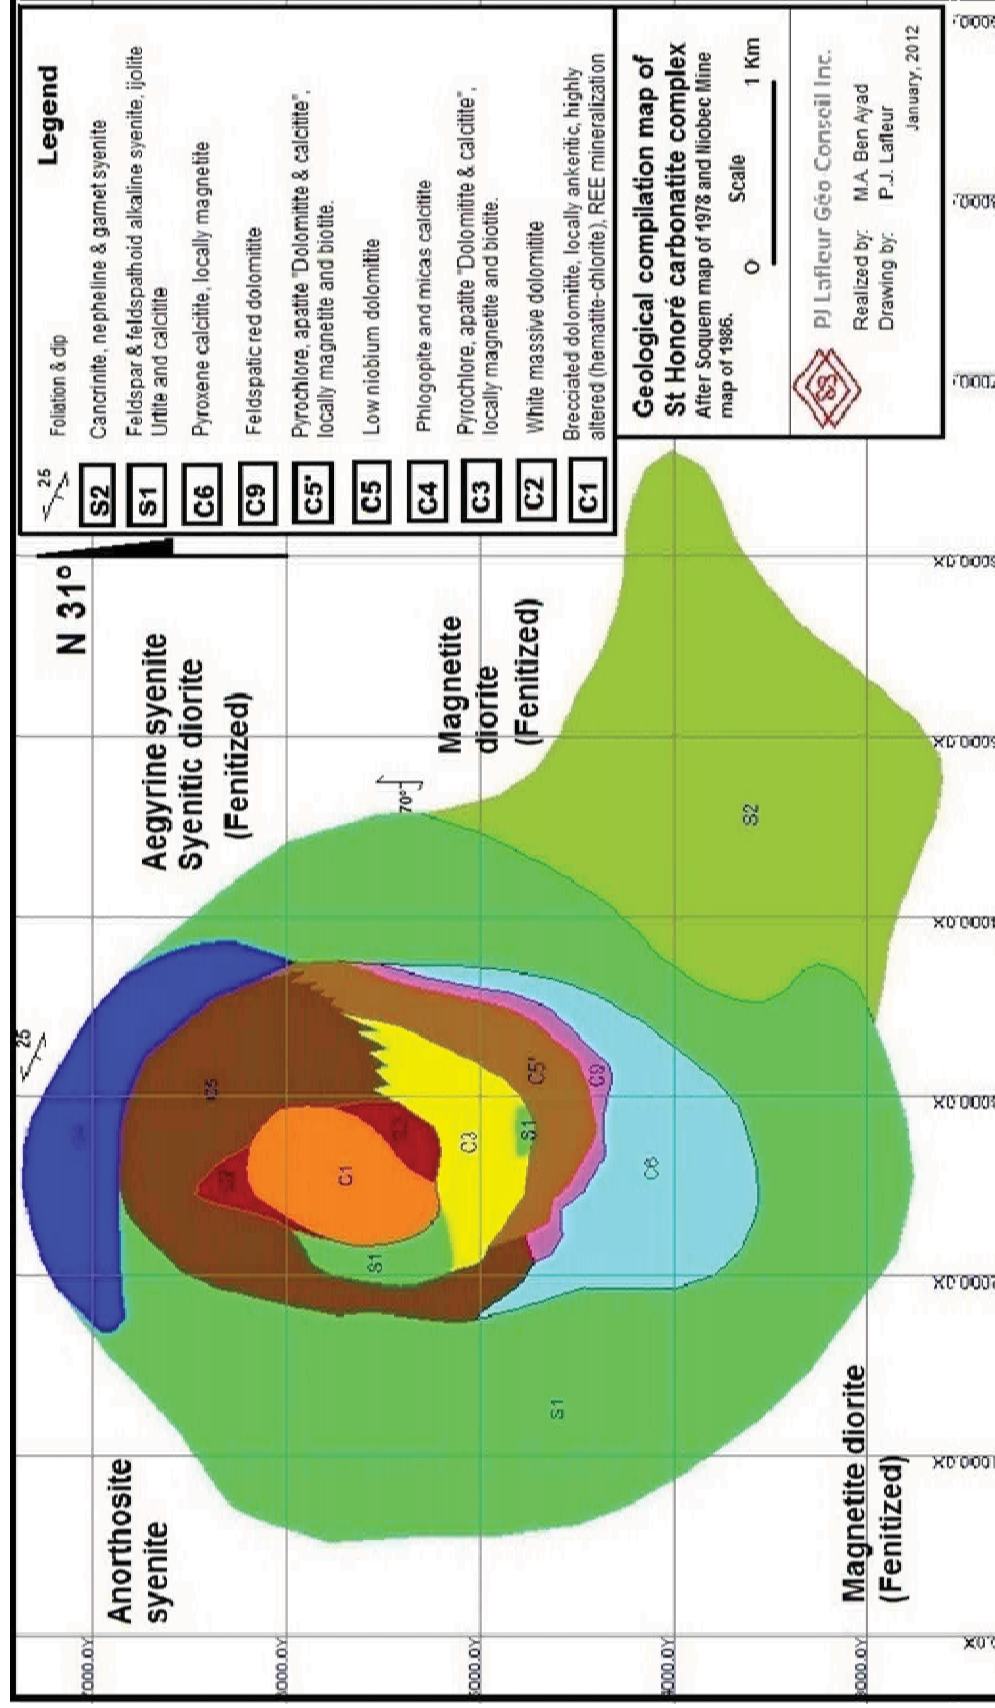 Legend
25
Foliation & dip
S2
Cancrinite, nepheline & garnet syenite
S1
Feldspar & feldspathoid alkaline syenite, ijolite
Urtite and calcitite
C6
Pyroxene calcitite, locally magnetite
C9
Feldspatic red dolomitite
C5'
Pyrochlore, apatite "Dolomitite & calcitite",
locally magnetite and biotite.
C5
Low niobium dolomitite
C4
Phlogopite and micas calcitite
C3
Pyrochlore, apatite "Dolomitite & calcitite",
locally magnetite and biotite.
C2
White massive dolomitite
C1
Brecciated dolomitite, locally ankeritic, highly
altered (hematite-chlorite), REE mineralization
Geological compilation map of
St Honoré carbonatite complex
After Soquem map of 1978 and Niobec Mine
map of 1986.
O Scale 1 Km
PJ Lafleur Géo Conseil Inc.
Realized by: M.A. Ben Ayad
Drawing by: P.J. Lafleur
January, 2012
N 31º
Aegyrine syenite
Syenitic diorite
(Fenitized)
Magnetite
diorite
(Fenitized)
70°
25
Anorthosite
syenite
Magnetite diorite
(Fenitized)
C5
C1
S1
C3
S1
C5'
C9
C6
S1
S2
4000.0Y